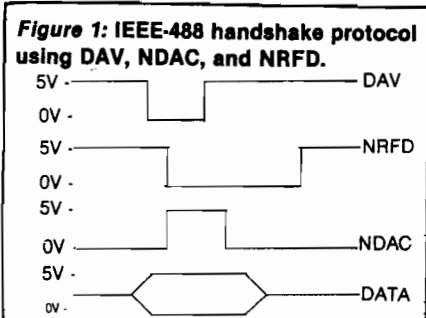 Figure 1: IEEE-488 handshake protocol
using DAV, NDAC, and NRFD.
5V - DAV
0V -
5V - NRFD
0V -
5V -
0V - NDAC
5V -
DATA
0V -